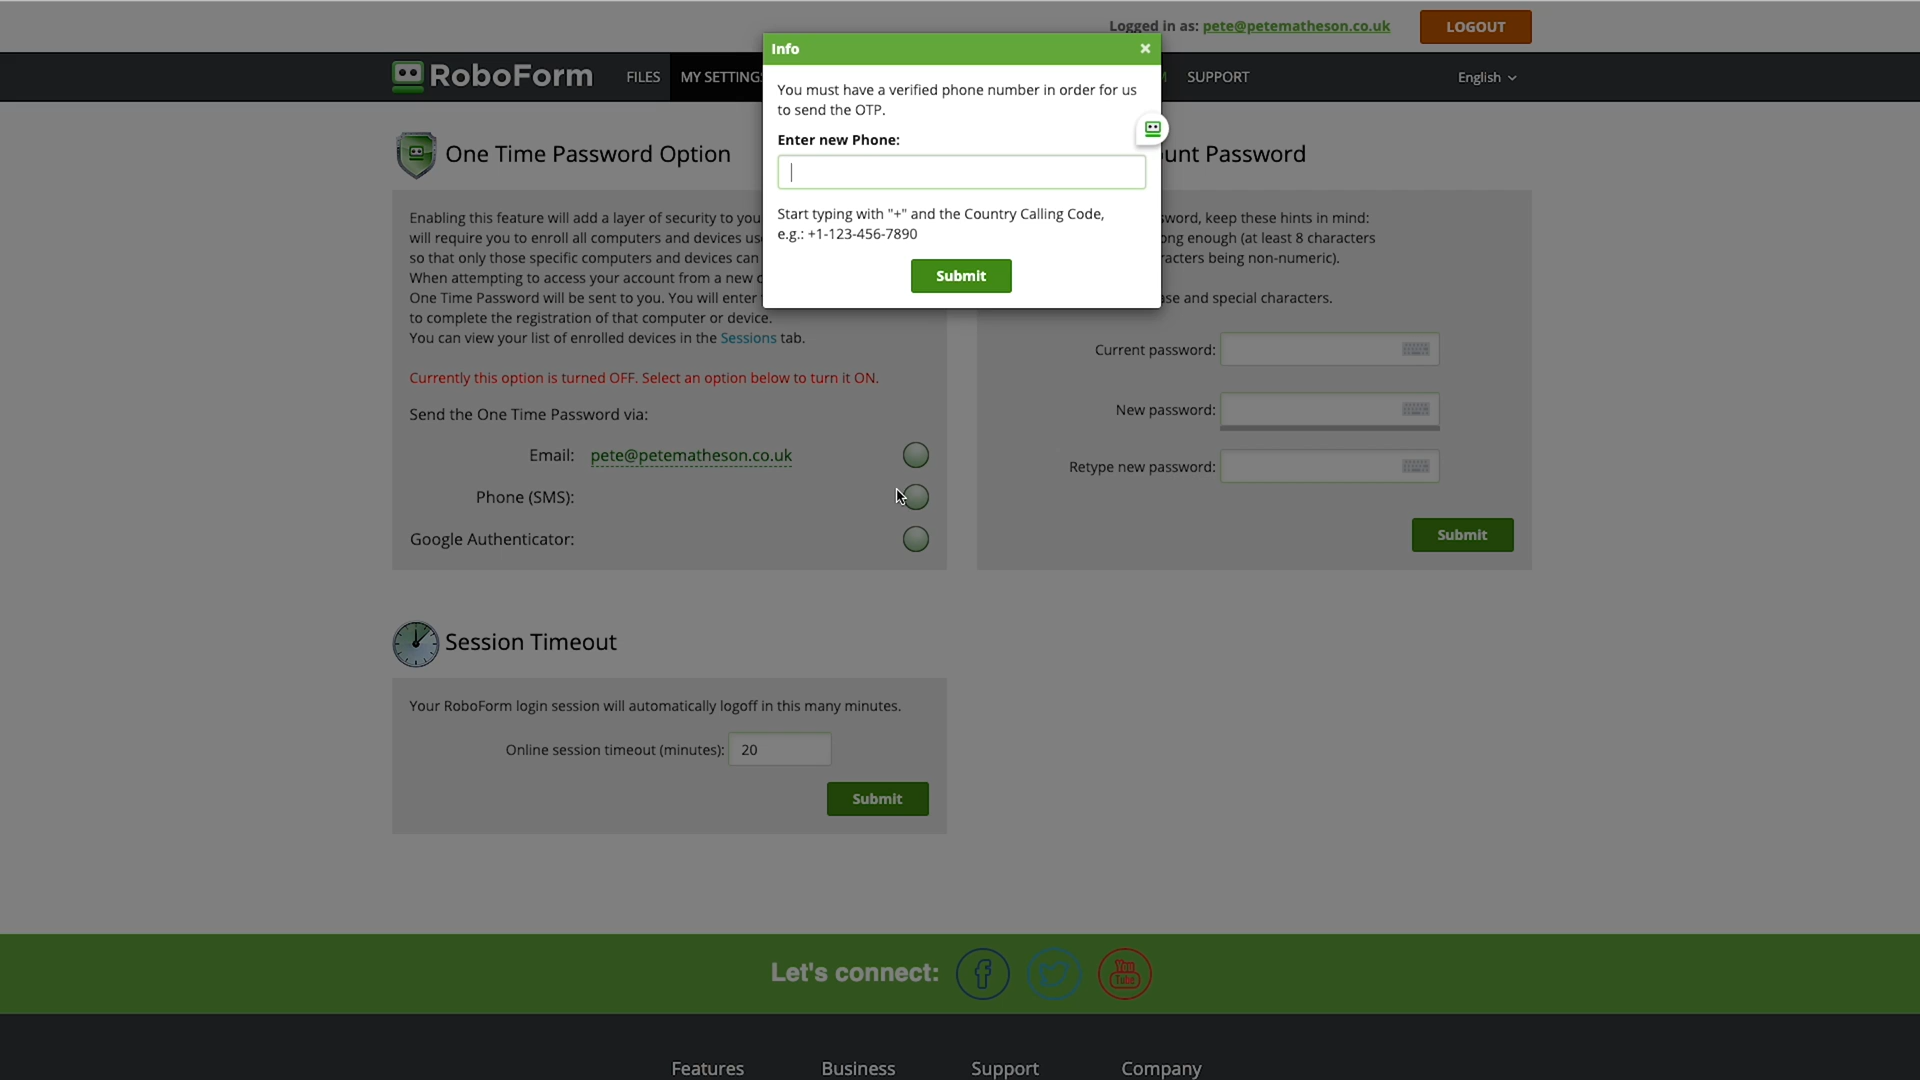 Logged in as: pete@petematheson.co.uk
LOGOUT
RoboForm
FILES
MY SETTINGS
SUPPORT
English
Info
You must have a verified phone number in order for us
to send the OTP.
Enter new Phone:
Start typing with "+" and the Country Calling Code,
e.g.: +1-123-456-7890
Submit
One Time Password Option
Enabling this feature will add a layer of security to you
will require you to enroll all computers and devices us
so that only those specific computers and devices can
When attempting to access your account from a new c
One Time Password will be sent to you. You will enter
to complete the registration of that computer or device.
You can view your list of enrolled devices in the Sessions tab.
Currently this option is turned OFF. Select an option below to turn it ON.
Send the One Time Password via:
Email: pete@petematheson.co.uk
Phone (SMS):
Google Authenticator:
unt Password
sword, keep these hints in mind:
ong enough (at least 8 characters
racters being non-numeric).
ase and special characters.
Current password:
New password:
Retype new password:
Submit
Session Timeout
Your RoboForm login session will automatically logoff in this many minutes.
Online session timeout (minutes): 20
Submit
Let's connect:
You Tube
Features
Business
Support
Company